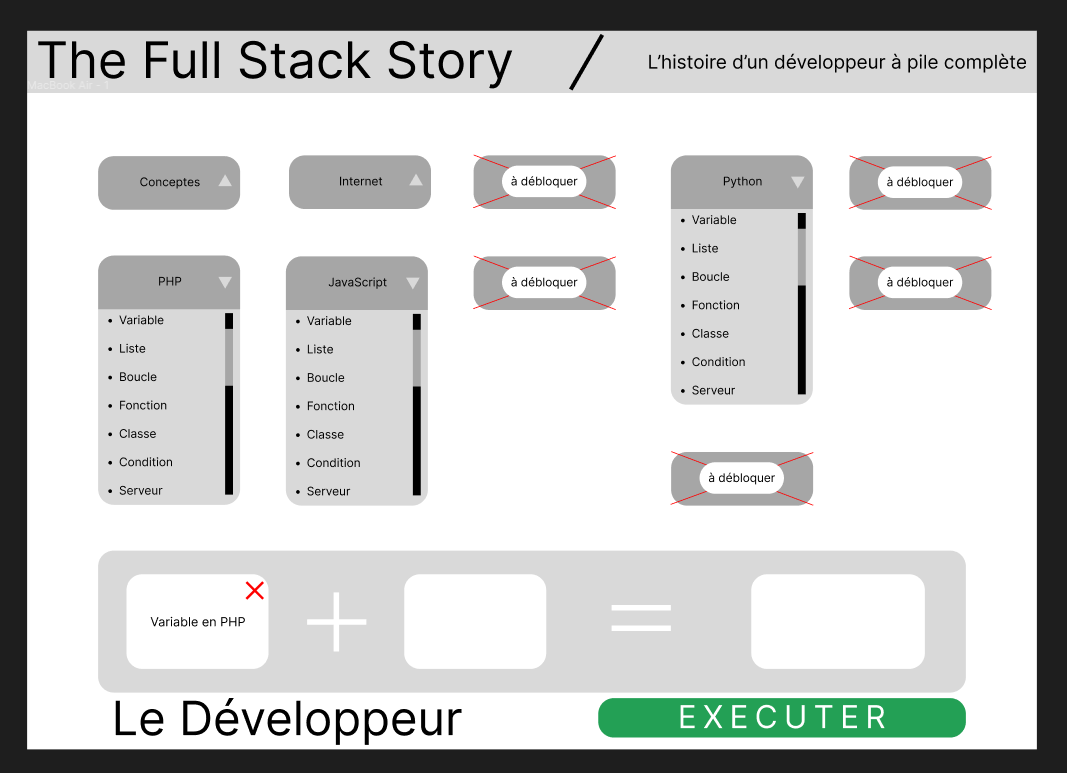 The Full Stack Story
L’histoire d’un développeur à pile complète
MacBook Air - 1
Conceptes
Internet
à débloquer
Python
• Variable
• Liste
• Boucle
• Fonction
• Classe
• Condition
• Serveur
à débloquer
PHP
• Variable
• Liste
• Boucle
• Fonction
• Classe
• Condition
• Serveur
JavaScript
• Variable
• Liste
• Boucle
• Fonction
• Classe
• Condition
• Serveur
à débloquer
à débloquer
à débloquer
Variable en PHP
+
=
Le Développeur
EXECUTER